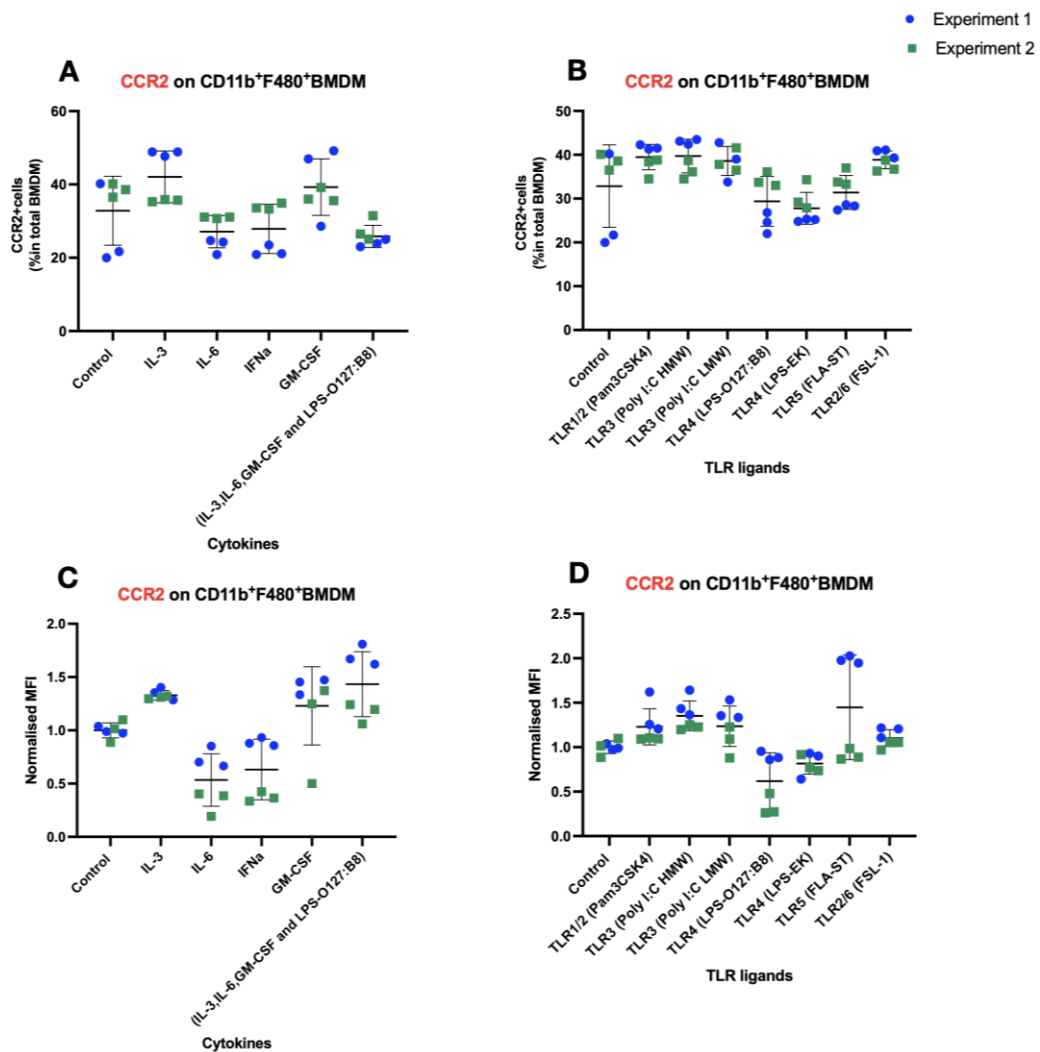 Experiment 1
Experiment 2
A
CCR2 on CD11b⁺F480⁺BMDM
CCR2+cells
(%in total BMDM)
60
40
20
0
Control
IL-3
IL-6
IFNa
GM-CSF
(IL-3,IL-6,GM-CSF and LPS-O127:B8)
Cytokines
B
CCR2 on CD11b⁺F480⁺BMDM
CCR2+cells
(%in total BMDM)
50
40
30
20
10
0
Control
TLR1/2 (Pam3CSK4)
TLR3 (Poly I:C HMW)
TLR3 (Poly I:C LMW)
TLR4 (LPS-O127:B8)
TLR4 (LPS-EK)
TLR5 (FLA-ST)
TLR2/6 (FSL-1)
TLR ligands
C
CCR2 on CD11b⁺F480⁺BMDM
Normalised MFI
2.0
1.5
1.0
0.5
0.0
Control
IL-3
IL-6
IFNa
GM-CSF
(IL-3,IL-6,GM-CSF and LPS-O127:B8)
Cytokines
D
CCR2 on CD11b⁺F480⁺BMDM
Normalised MFI
2.5
2.0
1.5
1.0
0.5
0.0
Control
TLR1/2 (Pam3CSK4)
TLR3 (Poly I:C HMW)
TLR3 (Poly I:C LMW)
TLR4 (LPS-O127:B8)
TLR4 (LPS-EK)
TLR5 (FLA-ST)
TLR2/6 (FSL-1)
TLR ligands